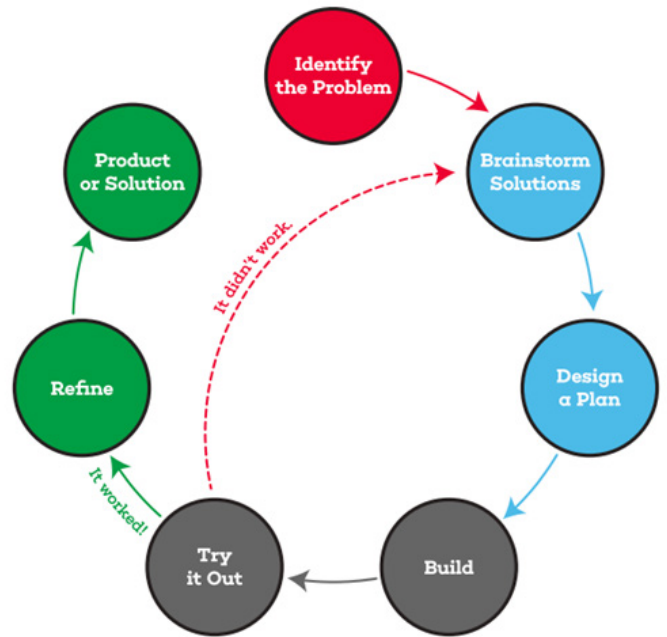 Identify
the Problem
Brainstorm
Solutions
Design
a Plan
Build
Try
it Out
It didn't work.
It worked!
Refine
Product
or Solution